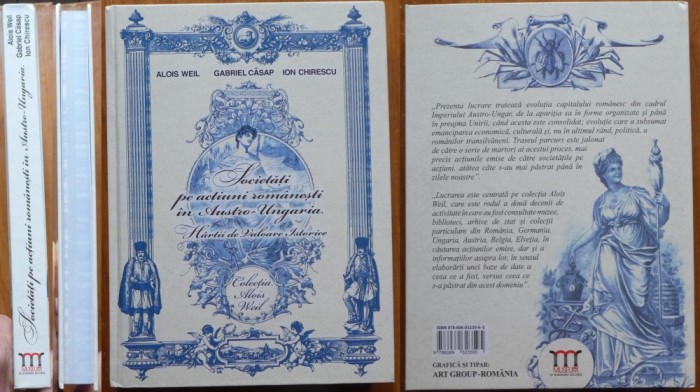 Alois Weil
Gabriel Căsap
Ion Chirescu
Societăți pe acțiuni românești în Austro-Ungaria.
ALOIS WEIL GABRIEL CĂSAP ION CHIRESCU
Societăți
pe acțiuni românești
în Austro-Ungaria.
Hârtii de Valoare Istorice
Colecția
Alois
Weil
„Prezenta lucrare tratează evoluția capitalului românesc din cadrul
Imperiului Austro-Ungar, de la apariția sa în forme organizate și până
în preajma Unirii, când acesta este consolidat; evoluție care a subsumat
emanciparea economică, culturală și, nu în ultimul rând, politică, a
românilor transilvăneni. Traseul parcurs este jalonat
de către o serie de martori ai acestui proces, mai
precis acțiunile emise de către societățile pe
acțiuni, atâtea câte s-au mai păstrat până în
zilele noastre”.
„Lucrarea este centrată pe colecția Alois
Weil, care este rodul a două decenii de
activitate în care au fost consultate muzee,
biblioteci, arhive de stat și colecții
particulare din România, Germania,
Ungaria, Austria, Belgia, Elveția, în
căutarea acțiunilor emise, dar și a
informațiilor asupra lor, în sensul
elaborării unei baze de date a
ceea ce a fost, versus ceea ce
s-a păstrat din acest domeniu”.
GRAFICĂ ȘI TIPAR:
ART GROUP-ROMÂNIA
MUSEUM